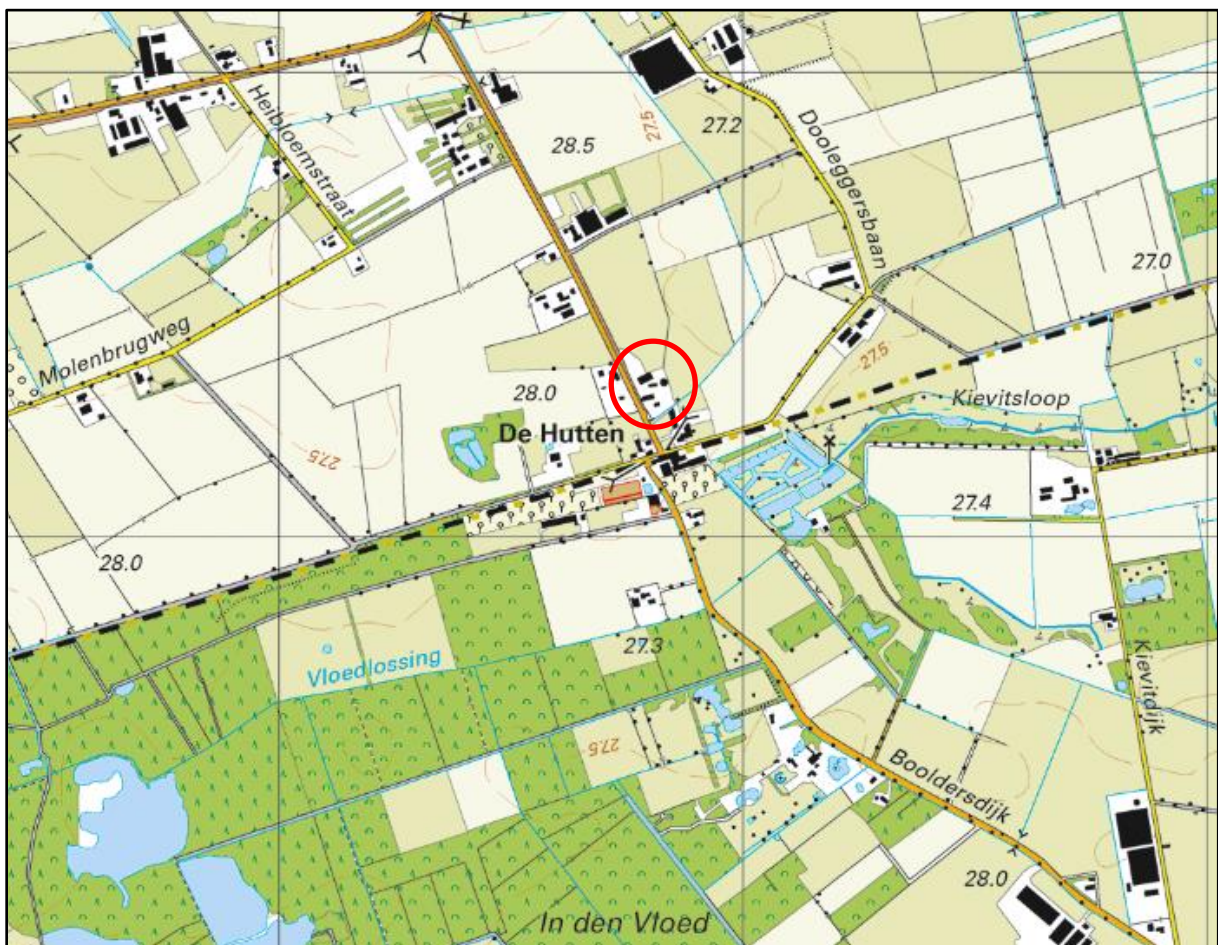 Heibloemstraat
28.5
27.5
27.2
Dooleggersbaan
27.0
Molenbrugweg
28.0
27.5
Kievitsloop
De Hutten
27.5
27.4
28.0
27.3
Vloedlossing
Kievitdijk
27.5
Booldersdijk
28.0
In den Vloed